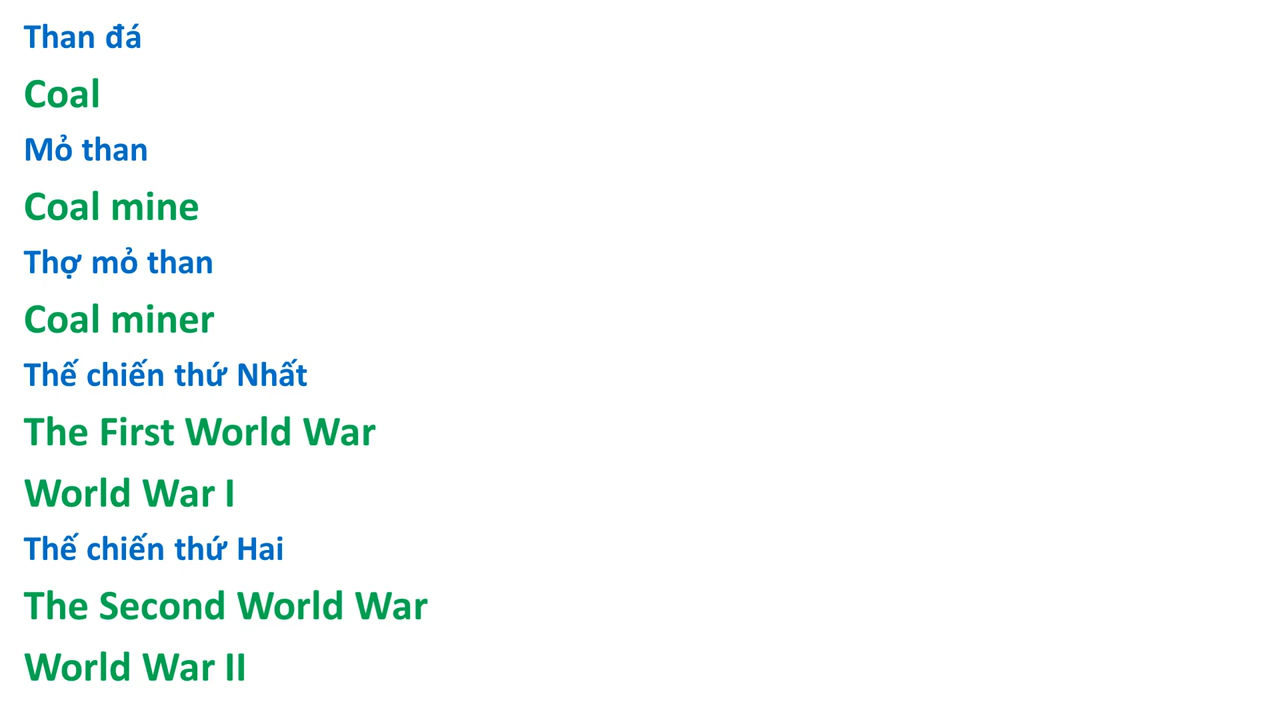 Than đá
Coal
Mỏ than
Coal mine
Thợ mỏ than
Coal miner
Thế chiến thứ Nhất
The First World War
World War I
Thế chiến thứ Hai
The Second World War
World War II